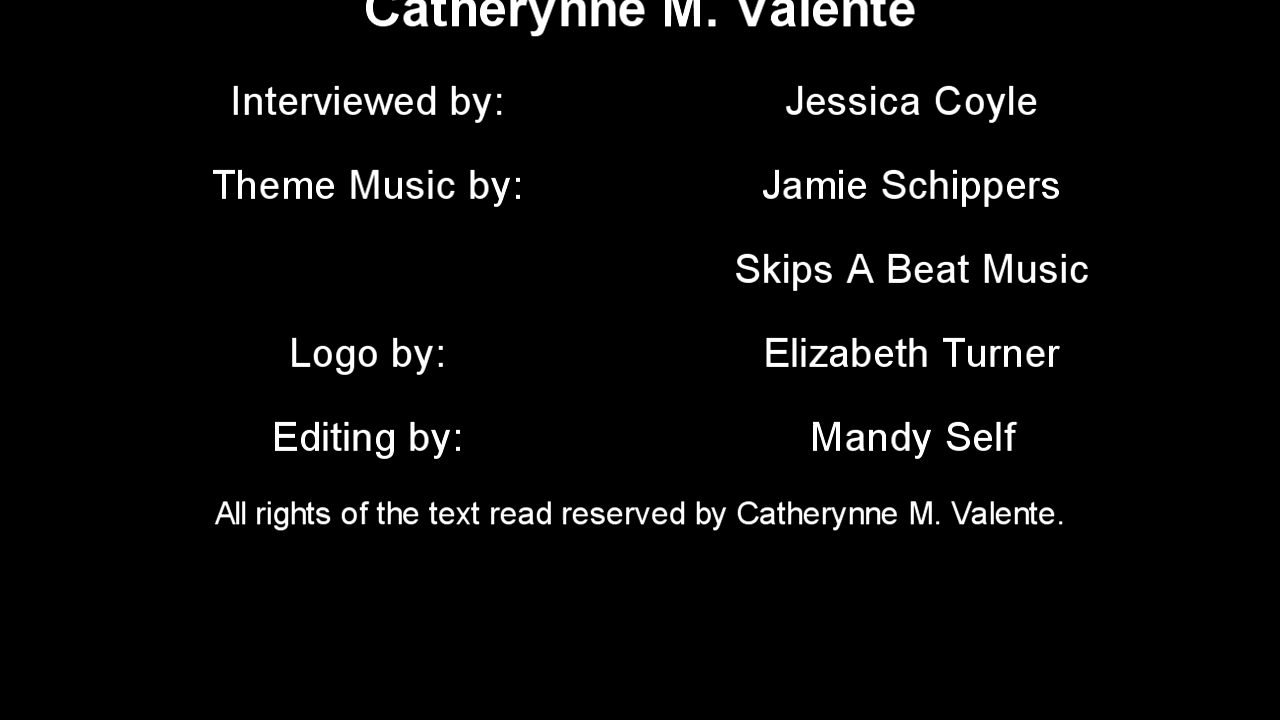 Catherynne M. Valente
Interviewed by: Jessica Coyle
Theme Music by: Jamie Schippers
Skips A Beat Music
Logo by: Elizabeth Turner
Editing by: Mandy Self
All rights of the text read reserved by Catherynne M. Valente.